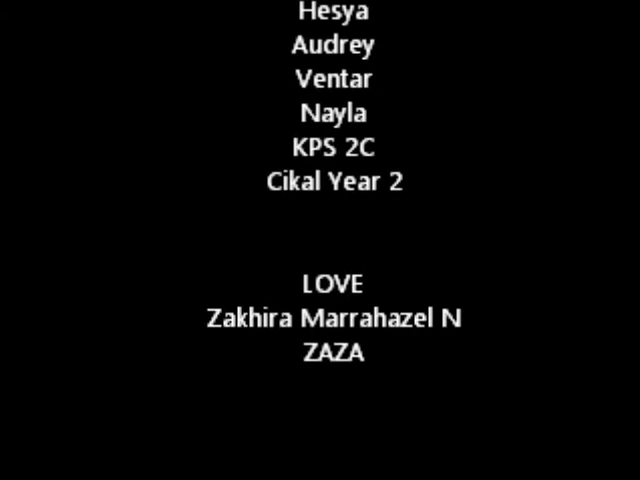 Hesya
Audrey
Ventar
Nayla
KPS 2C
Cikal Year 2
LOVE
Zakhira Marrahazel N
ZAZA